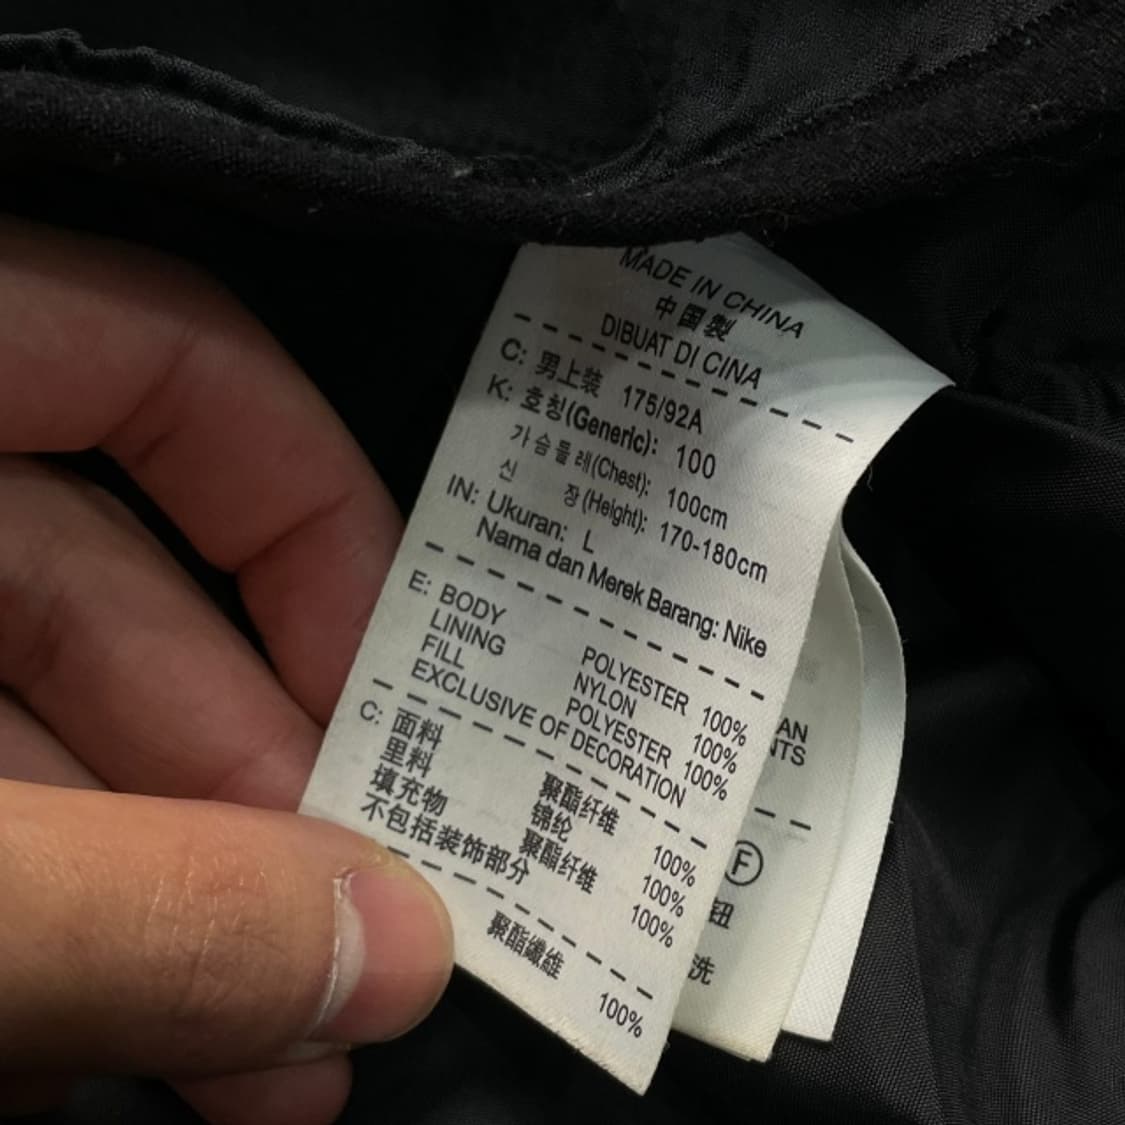 MADE IN CHINA
中国製
DIBUAT DI CINA
C: 男上装 175/92A
K: 호칭(Generic): 100
가슴둘레(Chest): 100cm
신 장(Height): 170-180cm
IN: Ukuran: L
Nama dan Merek Barang: Nike
E: BODY POLYESTER 100%
LINING NYLON 100%
FILL POLYESTER 100%
EXCLUSIVE OF DECORATION
C: 面料 聚酯纤维 100%
里料 锦纶 100%
填充物 聚酯纤维 100%
不包括装饰部分
聚酯纖維 100%
AN
NTS
F
钮
洗